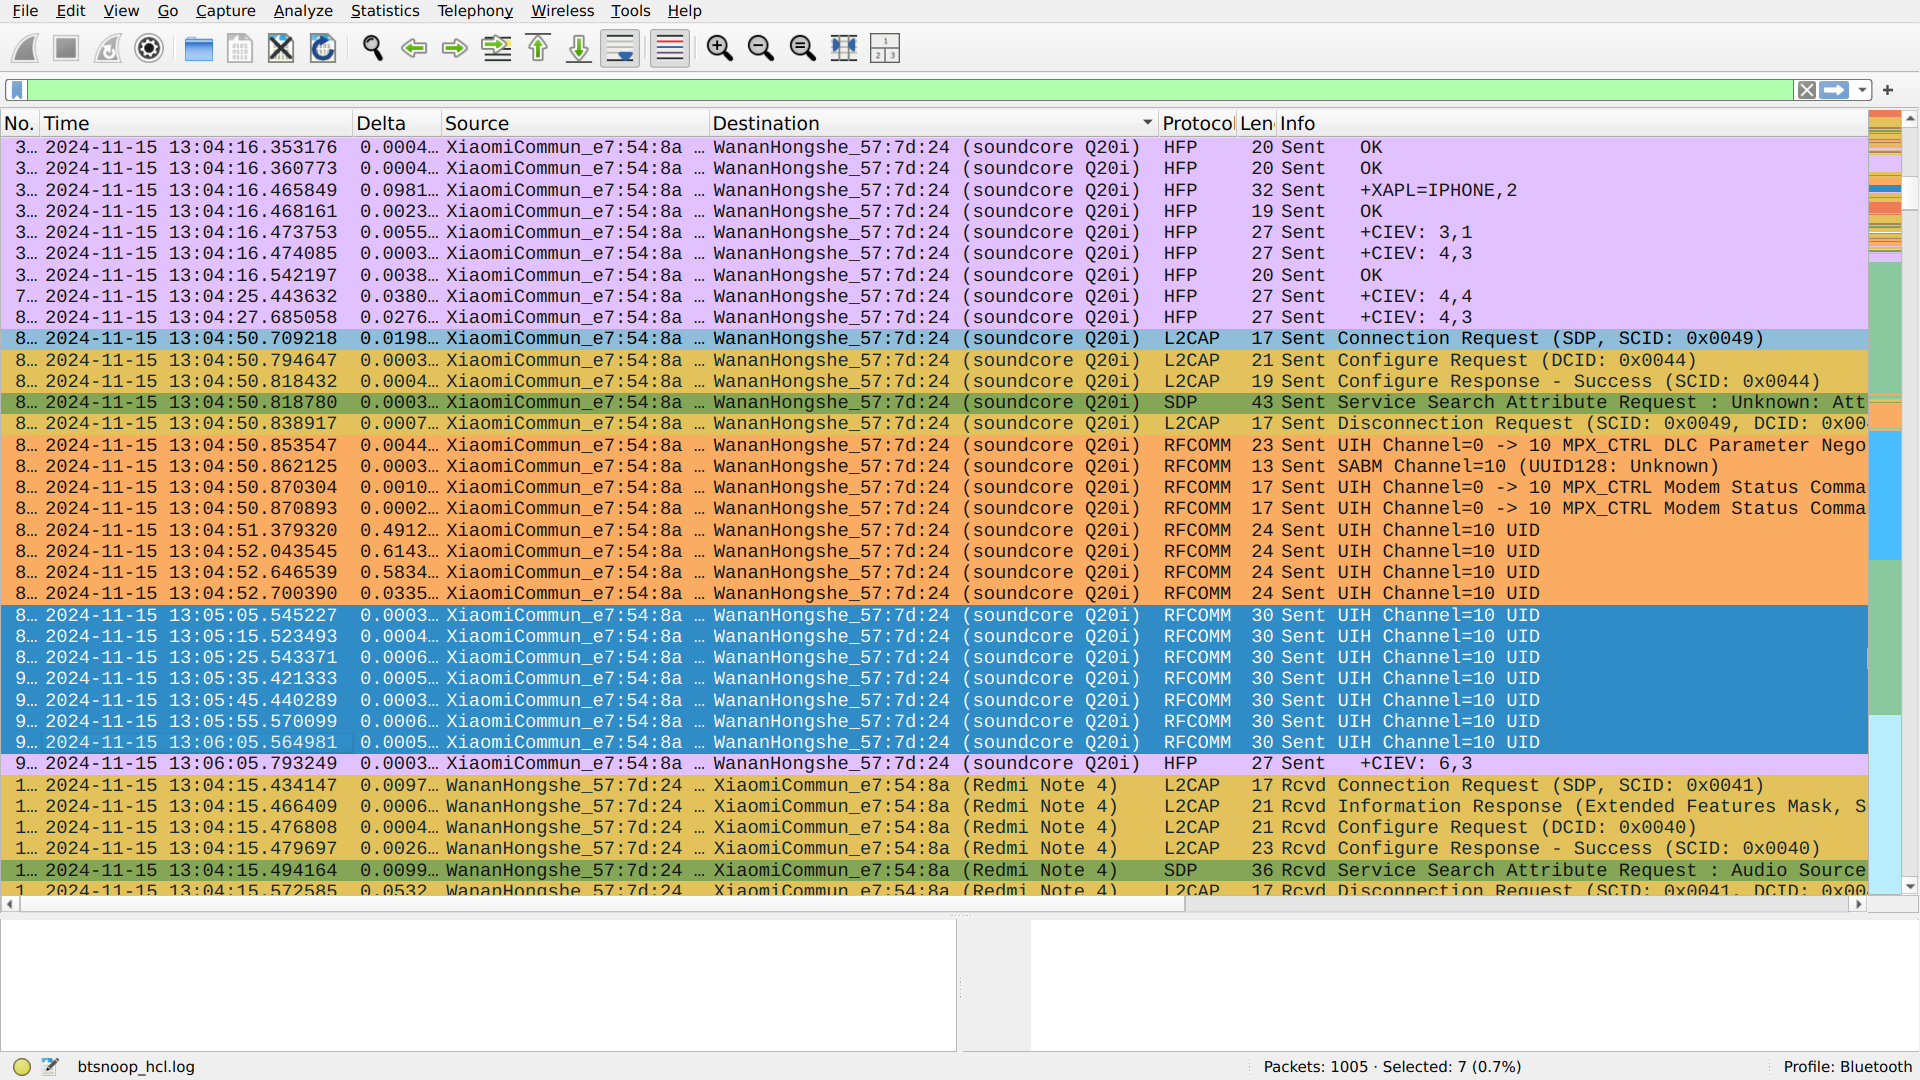 File Edit View Go Capture Analyze Statistics Telephony Wireless Tools Help
No. Time Delta Source Destination Protocol Len Info
3… 2024-11-15 13:04:16.353176 0.0004… XiaomiCommun_e7:54:8a … WananHongshe_57:7d:24 (soundcore Q20i) HFP 20 Sent OK
3… 2024-11-15 13:04:16.360773 0.0004… XiaomiCommun_e7:54:8a … WananHongshe_57:7d:24 (soundcore Q20i) HFP 20 Sent OK
3… 2024-11-15 13:04:16.465849 0.0981… XiaomiCommun_e7:54:8a … WananHongshe_57:7d:24 (soundcore Q20i) HFP 32 Sent +XAPL=IPHONE,2
3… 2024-11-15 13:04:16.468161 0.0023… XiaomiCommun_e7:54:8a … WananHongshe_57:7d:24 (soundcore Q20i) HFP 19 Sent OK
3… 2024-11-15 13:04:16.473753 0.0055… XiaomiCommun_e7:54:8a … WananHongshe_57:7d:24 (soundcore Q20i) HFP 27 Sent +CIEV: 3,1
3… 2024-11-15 13:04:16.474085 0.0003… XiaomiCommun_e7:54:8a … WananHongshe_57:7d:24 (soundcore Q20i) HFP 27 Sent +CIEV: 4,3
3… 2024-11-15 13:04:16.542197 0.0038… XiaomiCommun_e7:54:8a … WananHongshe_57:7d:24 (soundcore Q20i) HFP 20 Sent OK
7… 2024-11-15 13:04:25.443632 0.0380… XiaomiCommun_e7:54:8a … WananHongshe_57:7d:24 (soundcore Q20i) HFP 27 Sent +CIEV: 4,4
8… 2024-11-15 13:04:27.685058 0.0276… XiaomiCommun_e7:54:8a … WananHongshe_57:7d:24 (soundcore Q20i) HFP 27 Sent +CIEV: 4,3
8… 2024-11-15 13:04:50.709218 0.0198… XiaomiCommun_e7:54:8a … WananHongshe_57:7d:24 (soundcore Q20i) L2CAP 17 Sent Connection Request (SDP, SCID: 0x0049)
8… 2024-11-15 13:04:50.794647 0.0003… XiaomiCommun_e7:54:8a … WananHongshe_57:7d:24 (soundcore Q20i) L2CAP 21 Sent Configure Request (DCID: 0x0044)
8… 2024-11-15 13:04:50.818432 0.0004… XiaomiCommun_e7:54:8a … WananHongshe_57:7d:24 (soundcore Q20i) L2CAP 19 Sent Configure Response - Success (SCID: 0x0044)
8… 2024-11-15 13:04:50.818780 0.0003… XiaomiCommun_e7:54:8a … WananHongshe_57:7d:24 (soundcore Q20i) SDP 43 Sent Service Search Attribute Request : Unknown: Att
8… 2024-11-15 13:04:50.838917 0.0007… XiaomiCommun_e7:54:8a … WananHongshe_57:7d:24 (soundcore Q20i) L2CAP 17 Sent Disconnection Request (SCID: 0x0049, DCID: 0x00
8… 2024-11-15 13:04:50.853547 0.0044… XiaomiCommun_e7:54:8a … WananHongshe_57:7d:24 (soundcore Q20i) RFCOMM 23 Sent UIH Channel=0 -> 10 MPX_CTRL DLC Parameter Nego
8… 2024-11-15 13:04:50.862125 0.0003… XiaomiCommun_e7:54:8a … WananHongshe_57:7d:24 (soundcore Q20i) RFCOMM 13 Sent SABM Channel=10 (UUID128: Unknown)
8… 2024-11-15 13:04:50.870304 0.0010… XiaomiCommun_e7:54:8a … WananHongshe_57:7d:24 (soundcore Q20i) RFCOMM 17 Sent UIH Channel=0 -> 10 MPX_CTRL Modem Status Comma
8… 2024-11-15 13:04:50.870893 0.0002… XiaomiCommun_e7:54:8a … WananHongshe_57:7d:24 (soundcore Q20i) RFCOMM 17 Sent UIH Channel=0 -> 10 MPX_CTRL Modem Status Comma
8… 2024-11-15 13:04:51.379320 0.4912… XiaomiCommun_e7:54:8a … WananHongshe_57:7d:24 (soundcore Q20i) RFCOMM 24 Sent UIH Channel=10 UID
8… 2024-11-15 13:04:52.043545 0.6143… XiaomiCommun_e7:54:8a … WananHongshe_57:7d:24 (soundcore Q20i) RFCOMM 24 Sent UIH Channel=10 UID
8… 2024-11-15 13:04:52.646539 0.5834… XiaomiCommun_e7:54:8a … WananHongshe_57:7d:24 (soundcore Q20i) RFCOMM 24 Sent UIH Channel=10 UID
8… 2024-11-15 13:04:52.700390 0.0335… XiaomiCommun_e7:54:8a … WananHongshe_57:7d:24 (soundcore Q20i) RFCOMM 24 Sent UIH Channel=10 UID
8… 2024-11-15 13:05:05.545227 0.0003… XiaomiCommun_e7:54:8a … WananHongshe_57:7d:24 (soundcore Q20i) RFCOMM 30 Sent UIH Channel=10 UID
8… 2024-11-15 13:05:15.523493 0.0004… XiaomiCommun_e7:54:8a … WananHongshe_57:7d:24 (soundcore Q20i) RFCOMM 30 Sent UIH Channel=10 UID
8… 2024-11-15 13:05:25.543371 0.0006… XiaomiCommun_e7:54:8a … WananHongshe_57:7d:24 (soundcore Q20i) RFCOMM 30 Sent UIH Channel=10 UID
9… 2024-11-15 13:05:35.421333 0.0005… XiaomiCommun_e7:54:8a … WananHongshe_57:7d:24 (soundcore Q20i) RFCOMM 30 Sent UIH Channel=10 UID
9… 2024-11-15 13:05:45.440289 0.0003… XiaomiCommun_e7:54:8a … WananHongshe_57:7d:24 (soundcore Q20i) RFCOMM 30 Sent UIH Channel=10 UID
9… 2024-11-15 13:05:55.570099 0.0006… XiaomiCommun_e7:54:8a … WananHongshe_57:7d:24 (soundcore Q20i) RFCOMM 30 Sent UIH Channel=10 UID
9… 2024-11-15 13:06:05.564981 0.0005… XiaomiCommun_e7:54:8a … WananHongshe_57:7d:24 (soundcore Q20i) RFCOMM 30 Sent UIH Channel=10 UID
9… 2024-11-15 13:06:05.793249 0.0003… XiaomiCommun_e7:54:8a … WananHongshe_57:7d:24 (soundcore Q20i) HFP 27 Sent +CIEV: 6,3
1… 2024-11-15 13:04:15.434147 0.0097… WananHongshe_57:7d:24 … XiaomiCommun_e7:54:8a (Redmi Note 4) L2CAP 17 Rcvd Connection Request (SDP, SCID: 0x0041)
1… 2024-11-15 13:04:15.466409 0.0006… WananHongshe_57:7d:24 … XiaomiCommun_e7:54:8a (Redmi Note 4) L2CAP 21 Rcvd Information Response (Extended Features Mask, S
1… 2024-11-15 13:04:15.476808 0.0004… WananHongshe_57:7d:24 … XiaomiCommun_e7:54:8a (Redmi Note 4) L2CAP 21 Rcvd Configure Request (DCID: 0x0040)
1… 2024-11-15 13:04:15.479697 0.0026… WananHongshe_57:7d:24 … XiaomiCommun_e7:54:8a (Redmi Note 4) L2CAP 23 Rcvd Configure Response - Success (SCID: 0x0040)
1… 2024-11-15 13:04:15.494164 0.0099… WananHongshe_57:7d:24 … XiaomiCommun_e7:54:8a (Redmi Note 4) SDP 36 Rcvd Service Search Attribute Request : Audio Source
1 2024-11-15 13:04:15.572585 0.0532 WananHongshe_57:7d:24 XiaomiCommun_e7:54:8a (Redmi Note 4) L2CAP 17 Rcvd Disconnection Request (SCID: 0x0041, DCID: 0x00
btsnoop_hcl.log Packets: 1005 · Selected: 7 (0.7%) Profile: Bluetooth